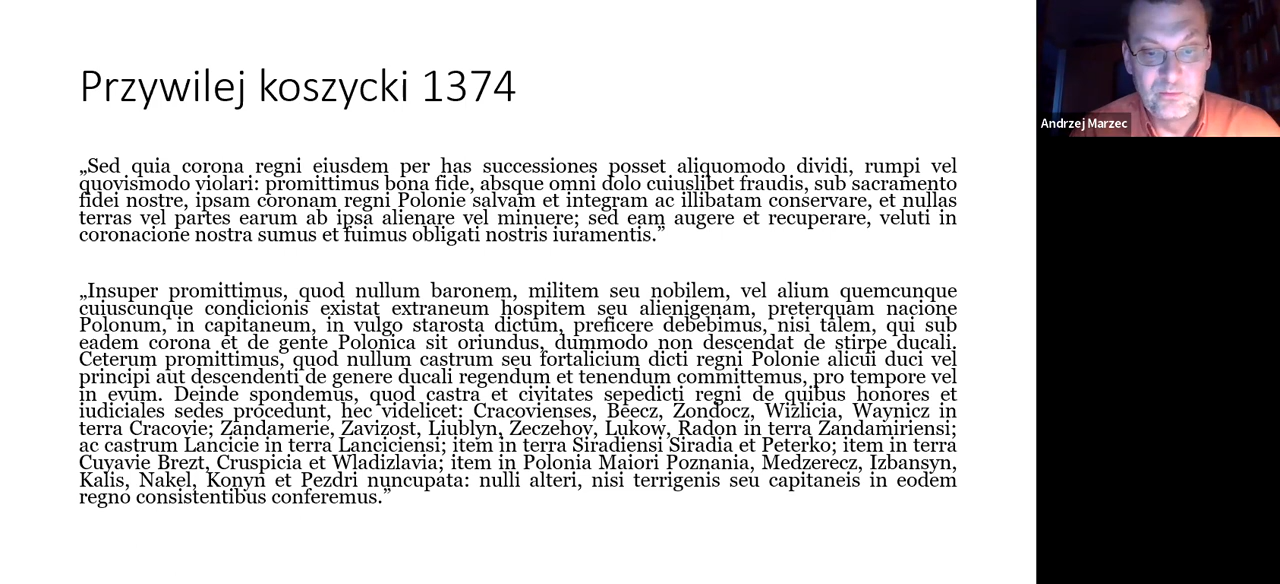 Przywilej koszycki 1374
„Sed quia corona regni eiusdem per has successiones posset aliquomodo dividi, rumpi vel
quovismodo violari: promittimus bona fide, absque omni dolo cuiuslibet fraudis, sub sacramento
fidei nostre, ipsam coronam regni Polonie salvam et integram ac illibatam conservare, et nullas
terras vel partes earum ab ipsa alienare vel minuere; sed eam augere et recuperare, veluti in
coronacione nostra sumus et fuimus obligati nostris iuramentis.”
„Insuper promittimus, quod nullum baronem, militem seu nobilem, vel alium quemcunque
cuiuscunque condicionis existat extraneum hospitem seu alienigenam, preterquam nacione
Polonum, in capitaneum, in vulgo starosta dictum, preficere debebimus, nisi talem, qui sub
eadem corona et de gente Polonica sit oriundus, dummodo non descendat de stirpe ducali.
Ceterum promittimus, quod nullum castrum seu fortalicium dicti regni Polonie alicui duci vel
principi aut descendenti de genere ducali regendum et tenendum committemus, pro tempore vel
in evum. Deinde spondemus, quod castra et civitates sepedicti regni de quibus honores et
iudiciales sedes procedunt, hec videlicet: Cracovienses, Beecz, Zondocz, Wizlicia, Waynicz in
terra Cracovie; Zandamerie, Zavizost, Liublyn, Zeczehov, Lukow, Radon in terra Zandamiriensi;
ac castrum Lancicie in terra Lanciciensi; item in terra Siradiensi Siradia et Peterko; item in terra
Cuyavie Brezt, Cruspicia et Wladizlavia; item in Polonia Maiori Poznania, Medzerecz, Izbansyn,
Kalis, Nakel, Konyn et Pezdri nuncupata: nulli alteri, nisi terrigenis seu capitaneis in eodem
regno consistentibus conferemus.”
Andrzej Marzec